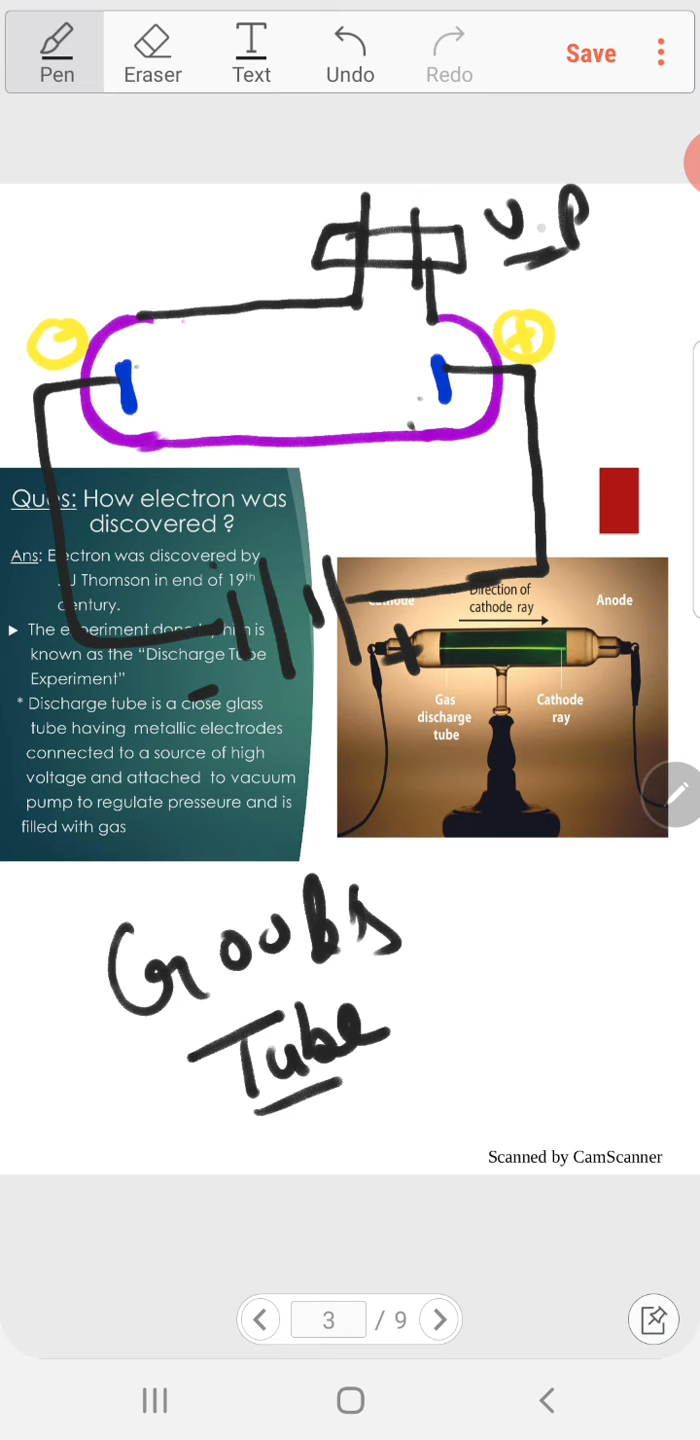 Pen Eraser Text Undo Redo Save
V.P
Ques: How electron was
discovered ?
Ans: Electron was discovered by
J Thomson in end of 19th
century.
The experiment done is
known as the “Discharge Tube
Experiment”
* Discharge tube is a close glass
tube having metallic electrodes
connected to a source of high
voltage and attached to vacuum
pump to regulate presseure and is
filled with gas
Cathode
Direction of
cathode ray
Anode
Gas
discharge
tube
Cathode
ray
Tube
Scanned by CamScanner
3 / 9